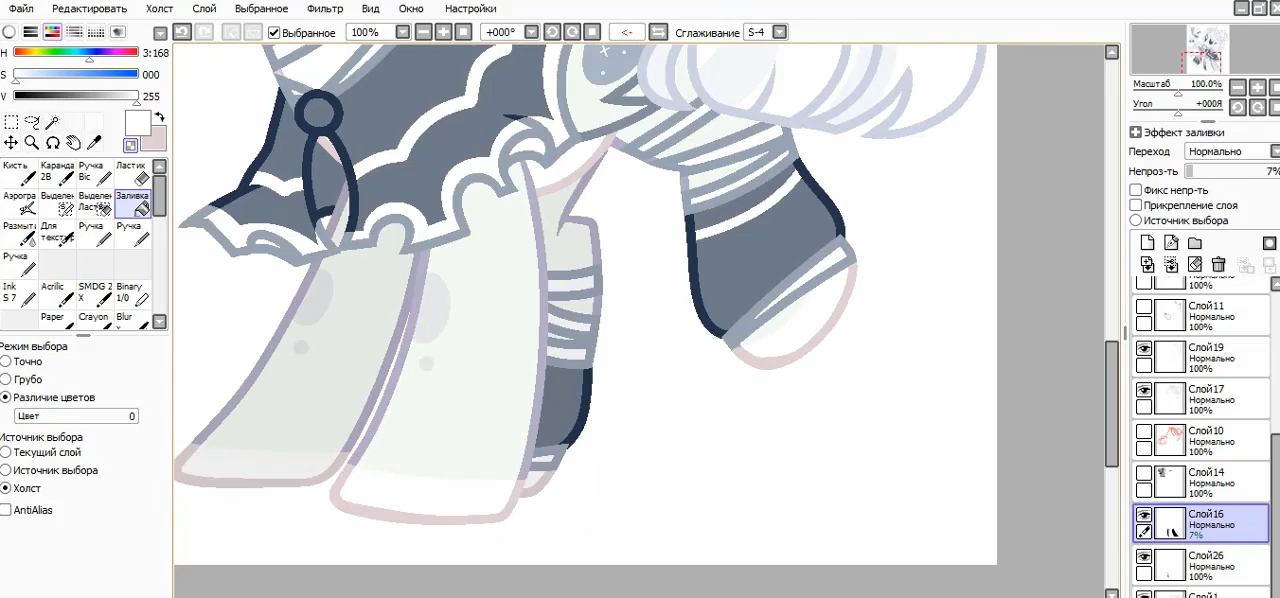 Файл Редактировать Холст Слой Выбранное Фильтр Вид Окно Настройки
Выбранное 100% +000° <- Сглаживание S-4
H 3:168
S 000
V 255
Кисть Каранда 2B Ручка Bic Ластик
Аэрогра Выделен Выделен Ласт Заливка
Размыт Для текст Ручка Ручка
Ручка
Ink S-7 Acrilic SMDG 2 X Binary 1/0
Paper Crayon Blur
Режим выбора
Точно
Грубо
Различие цветов
Цвет 0
Источник выбора
Текущий слой
Источник выбора
Холст
AntiAlias
Масштаб 100.0%
Угол +000Я
Эффект заливки
Переход Нормально
Непроз-ть 7%
Фикс непр-ть
Прикрепление слоя
Источник выбора
100%
Слой11
Нормально
100%
Слой19
Нормально
100%
Слой17
Нормально
100%
Слой10
Нормально
100%
Слой14
Нормально
100%
Слой16
Нормально
7%
Слой26
Нормально
100%